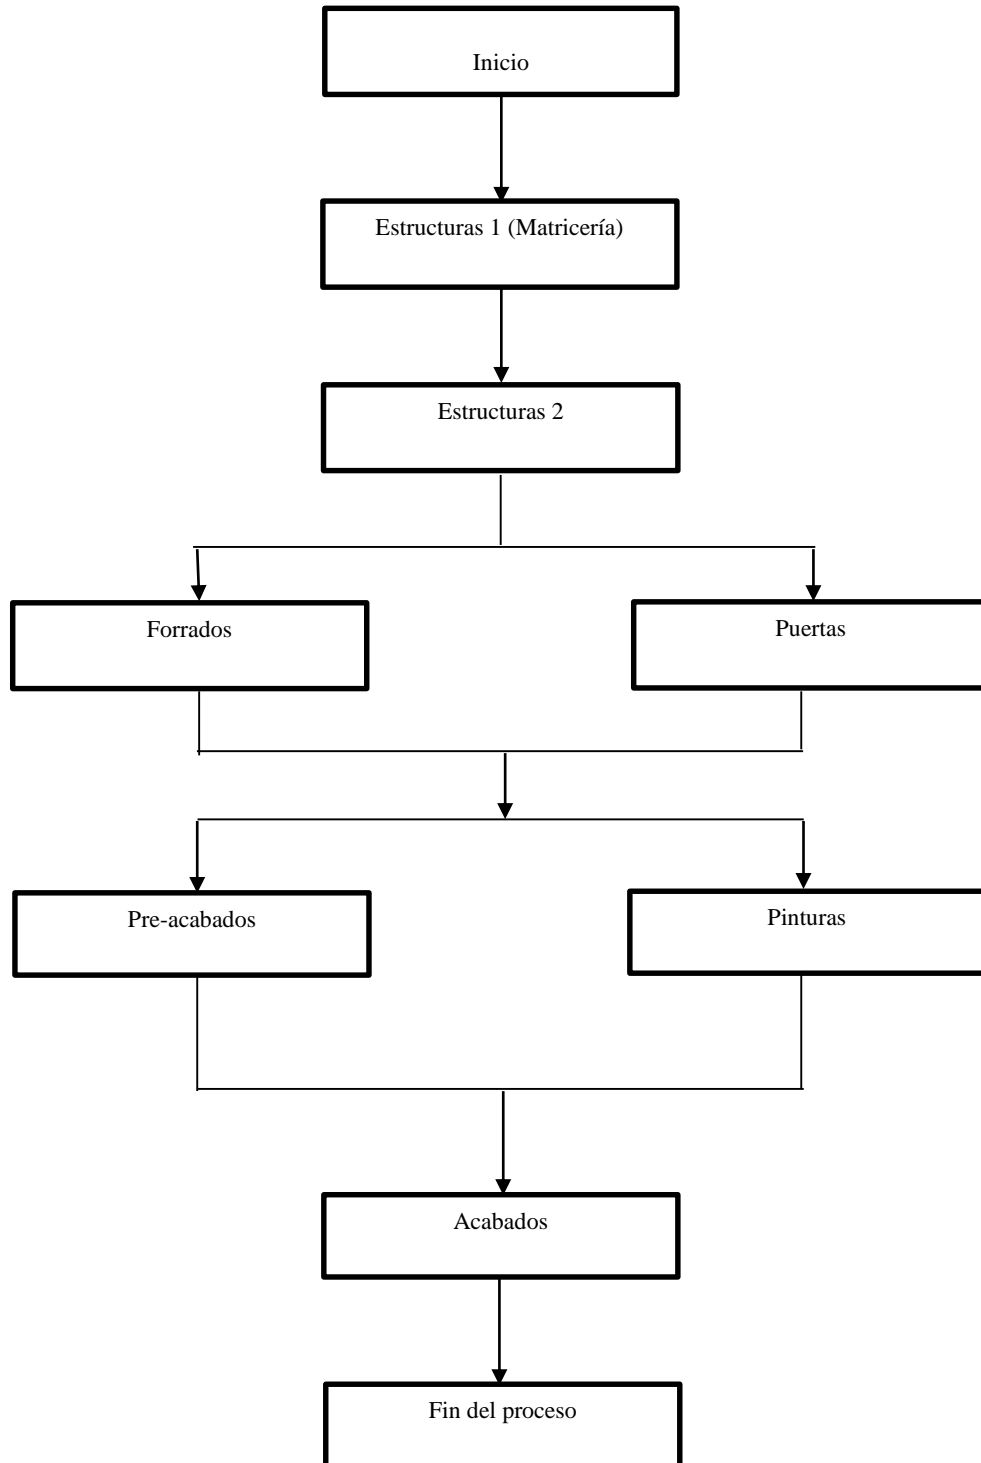 Inicio
Estructuras 1 (Matricería)
Estructuras 2
Forrados
Puertas
Pre-acabados
Pinturas
Acabados
Fin del proceso